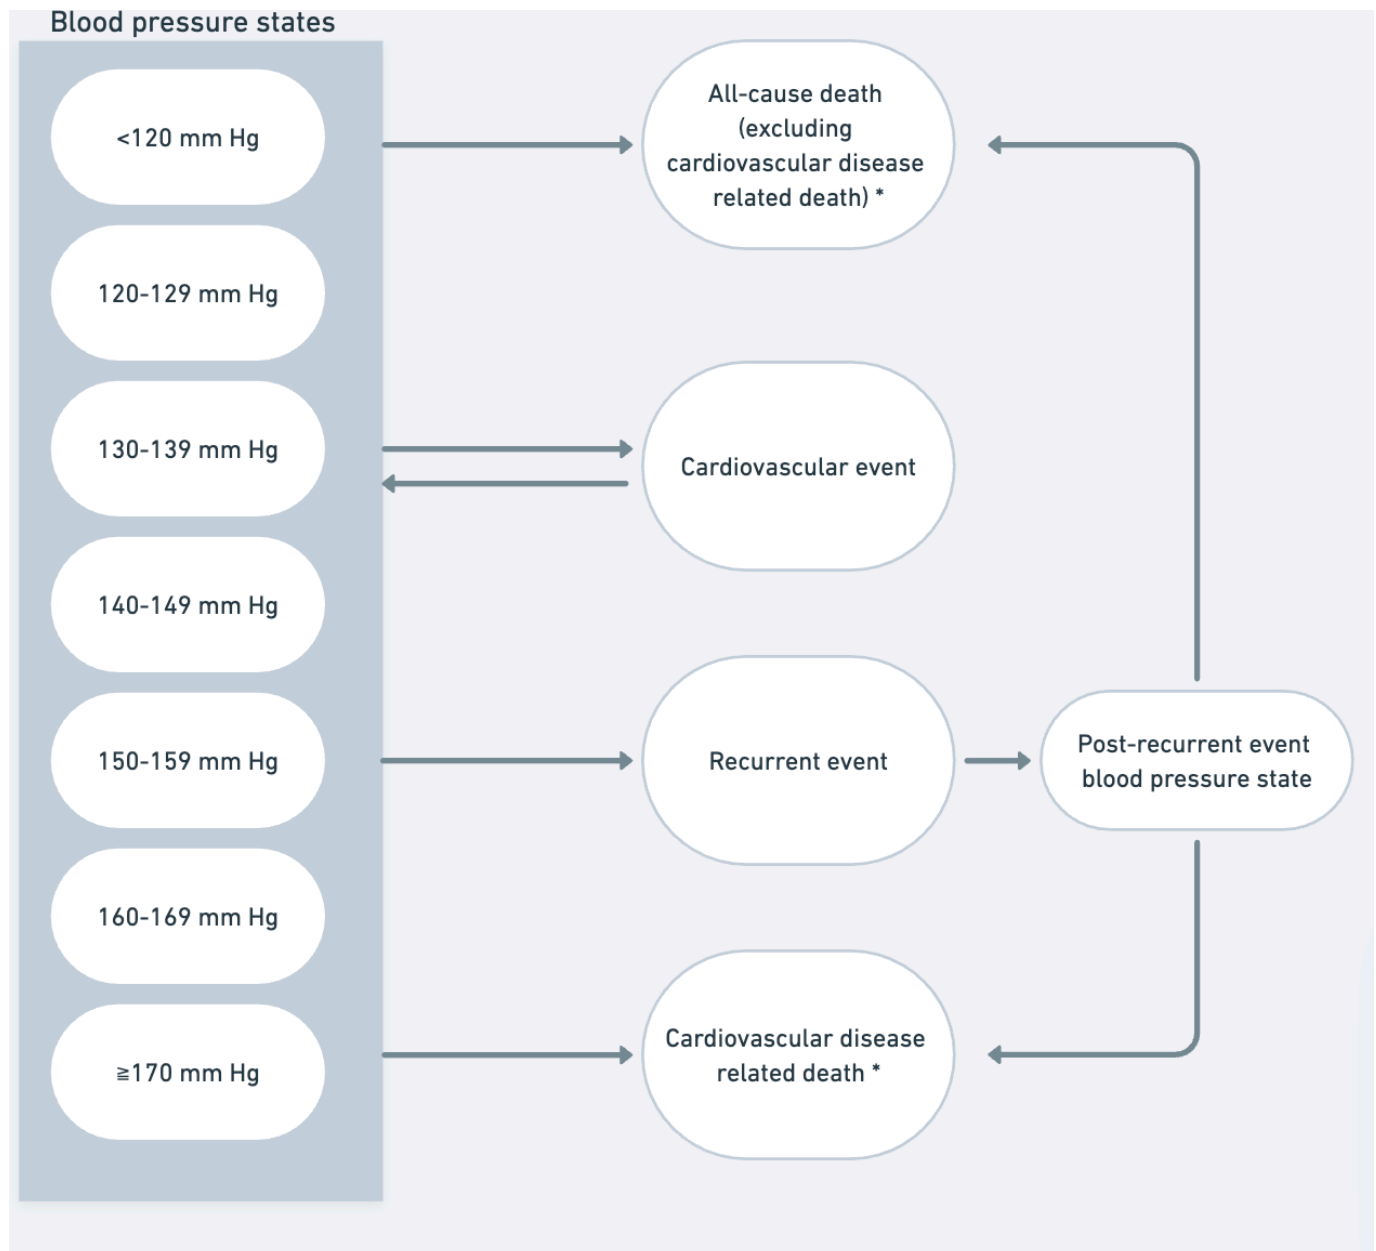 Blood pressure states
<120 mm Hg
120-129 mm Hg
130-139 mm Hg
140-149 mm Hg
150-159 mm Hg
160-169 mm Hg
≧170 mm Hg
All-cause death
(excluding
cardiovascular disease
related death) *
Cardiovascular event
Recurrent event
Cardiovascular disease
related death *
Post-recurrent event
blood pressure state